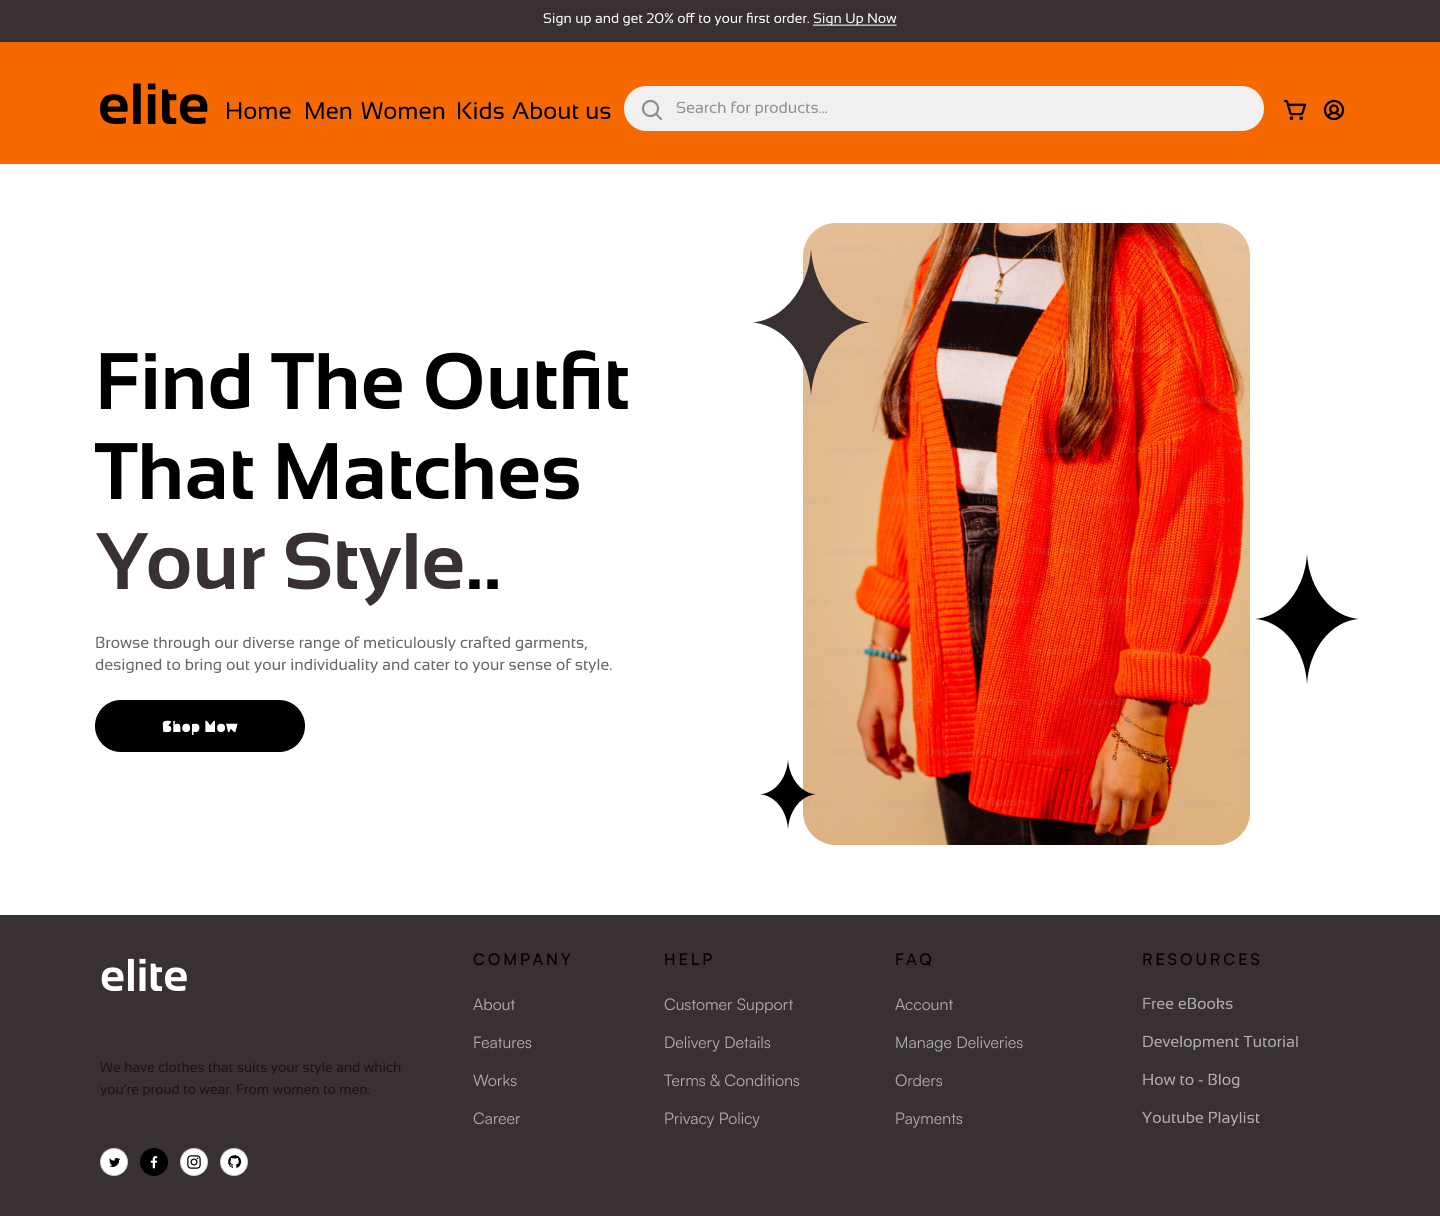 Sign up and get 20% off to your first order. Sign Up Now
elite Home Men Women Kids About us Search for products...
Find The Outfit
That Matches
Your Style..
Browse through our diverse range of meticulously crafted garments,
designed to bring out your individuality and cater to your sense of style.
Shop Now
elite
We have clothes that suits your style and which
you're proud to wear. From women to men.
COMPANY
About
Features
Works
Career
HELP
Customer Support
Delivery Details
Terms & Conditions
Privacy Policy
FAQ
Account
Manage Deliveries
Orders
Payments
RESOURCES
Free eBooks
Development Tutorial
How to - Blog
Youtube Playlist